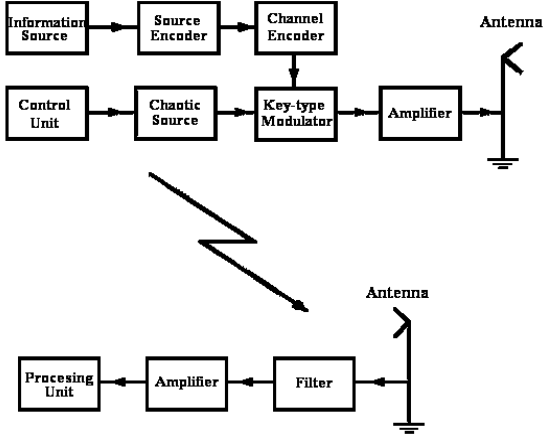 Information
Source
Source
Encoder
Channel
Encoder
Antenna
Control
Unit
Chaotic
Source
Key-type
Modulator
Amplifier
Antenna
Procesing
Unit
Amplifier
Filter